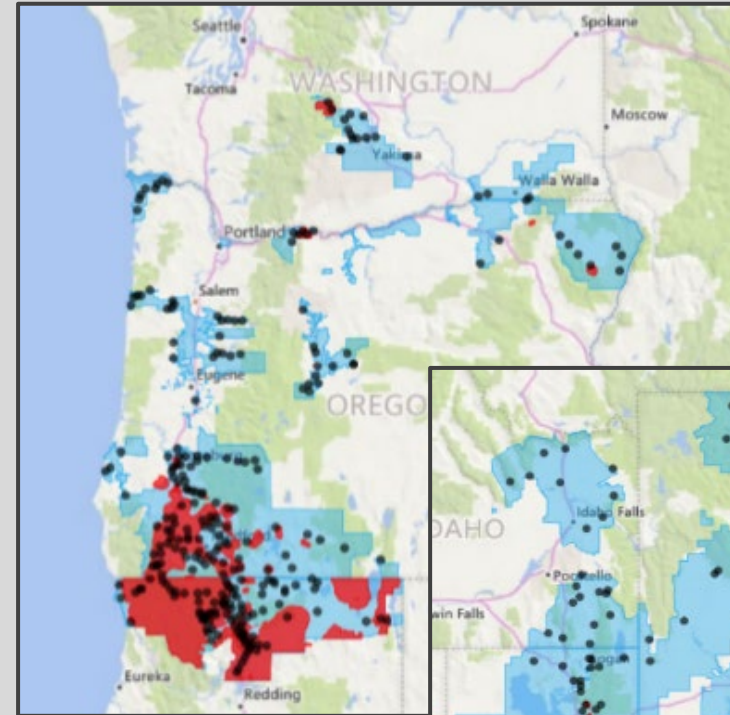 Seattle
Spokane
Tacoma
WASHINGTON
Moscow
Yakima
Walla Walla
Portland
Salem
Eugene
OREGO
Idaho Falls
DAHO
Pocatello
win Falls
Logan
Eureka
Redding